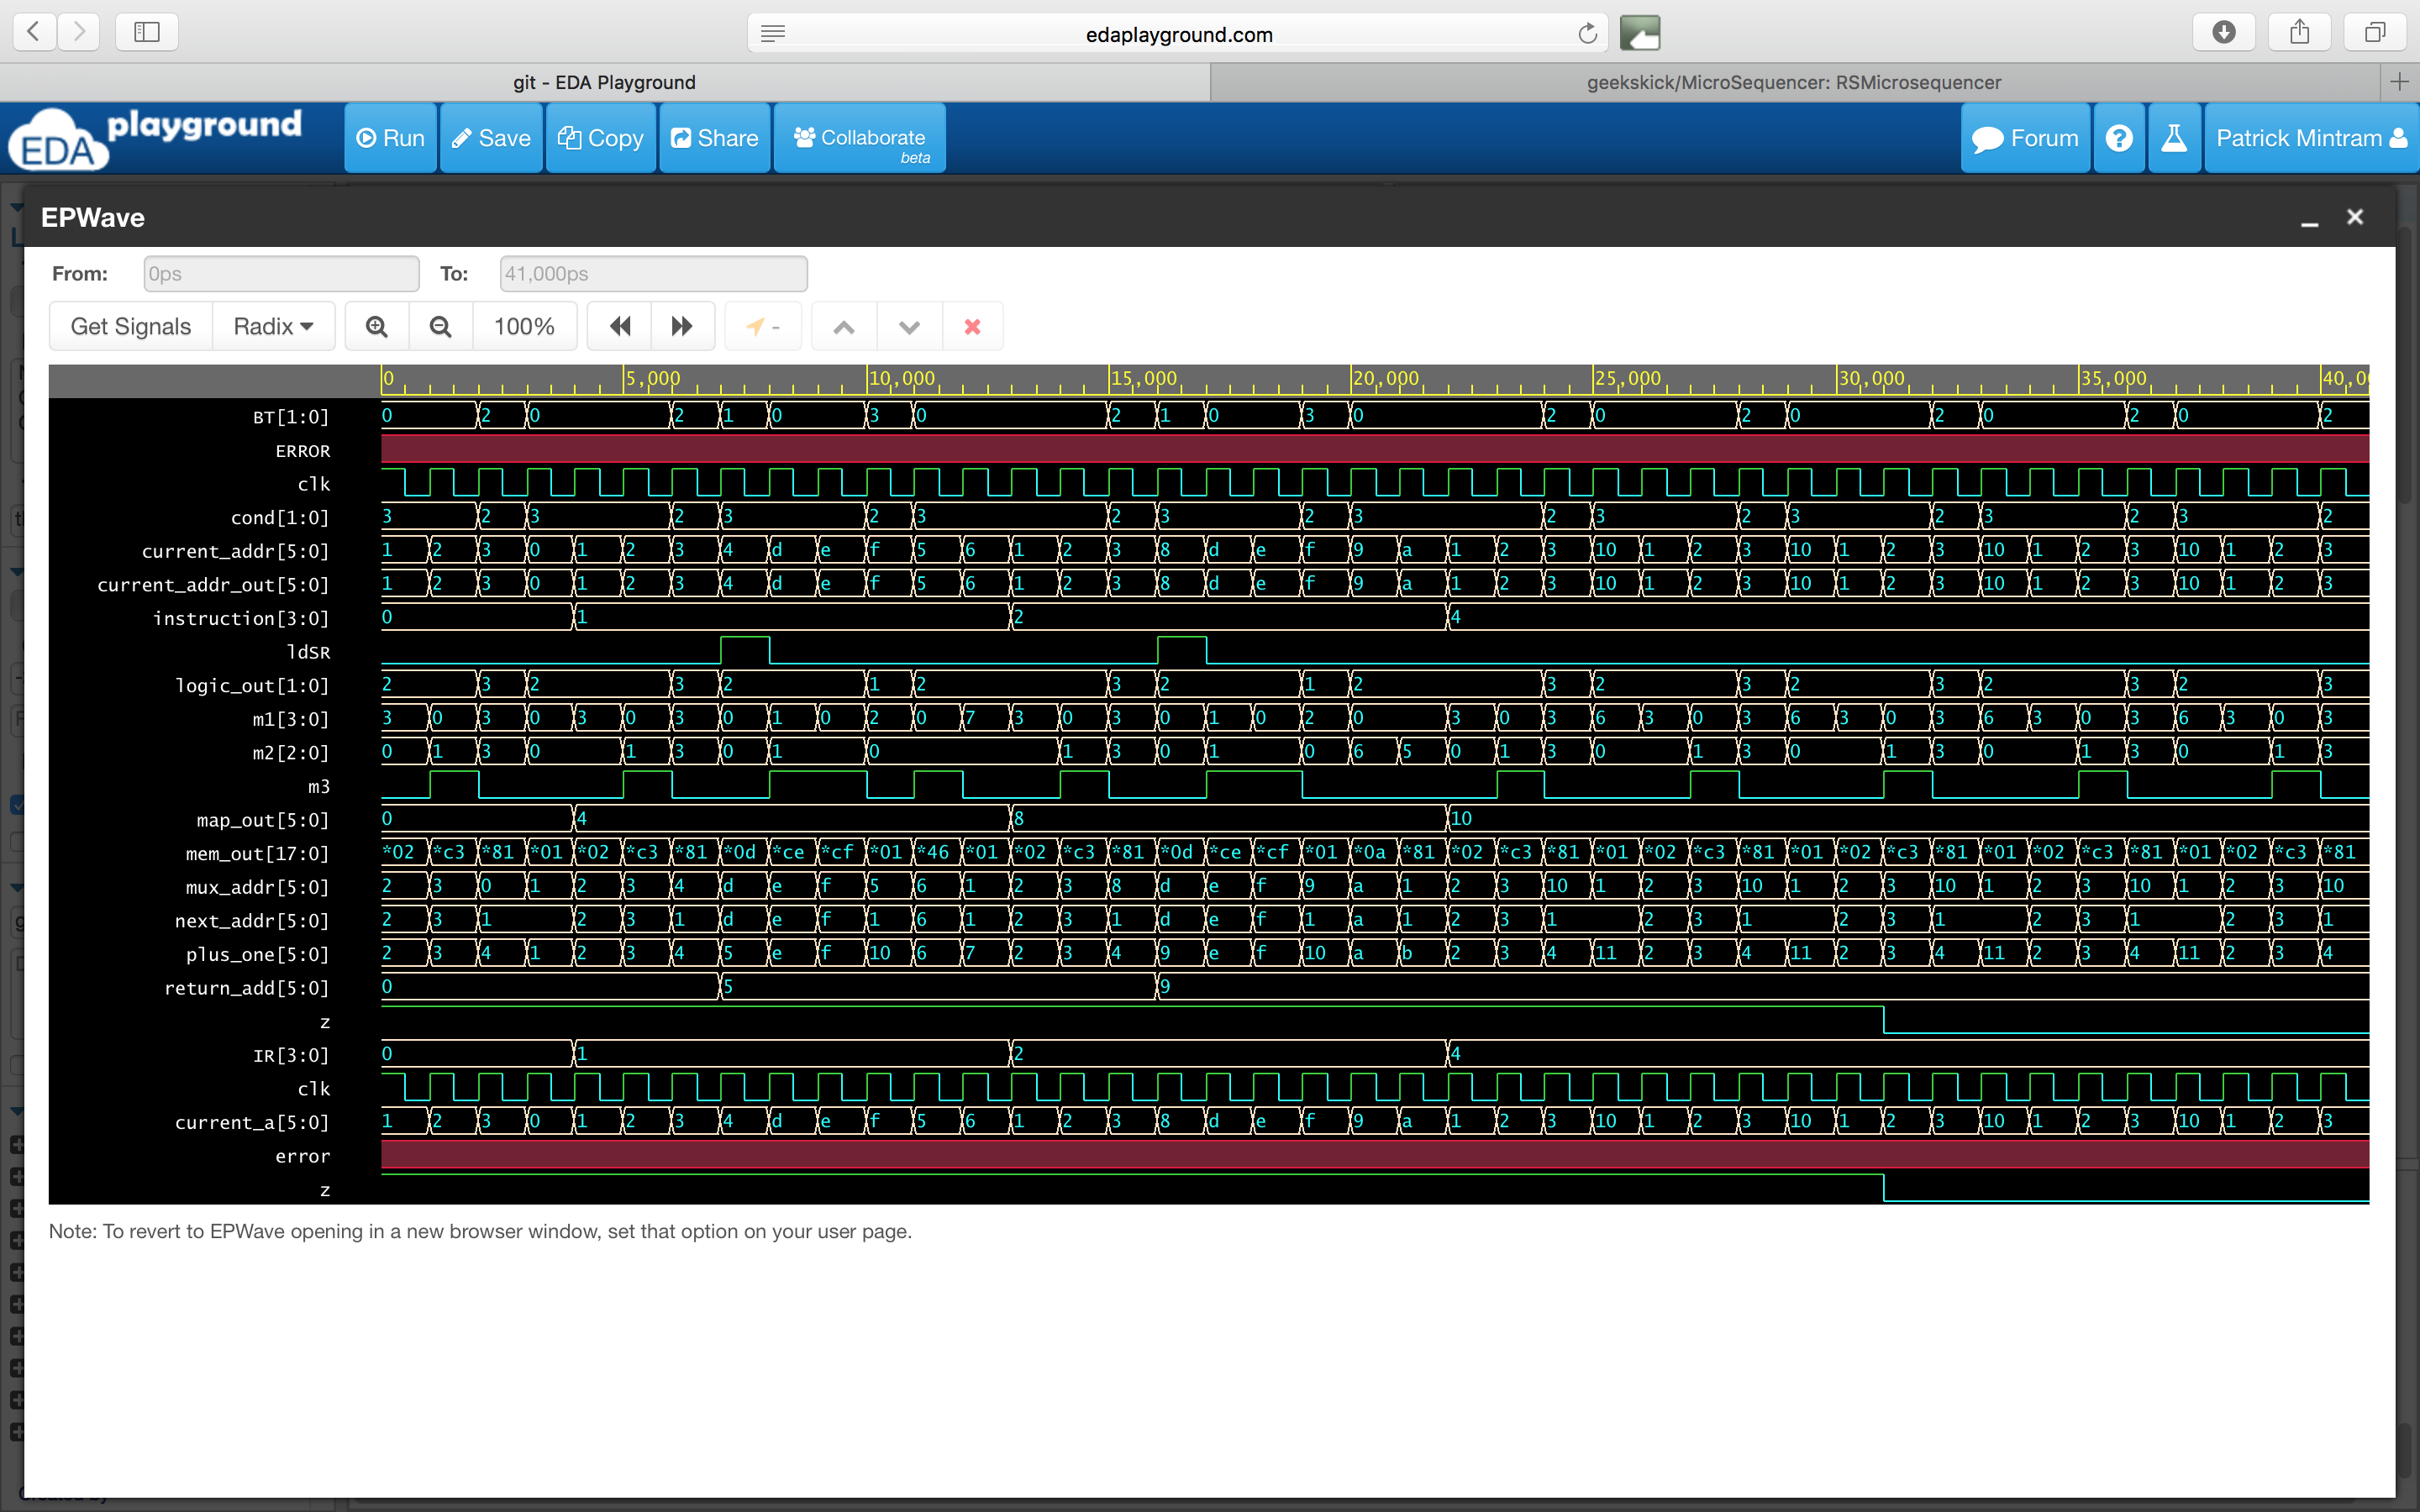 edaplayground.com
git - EDA Playground
geekskick/MicroSequencer: RSMicrosequencer
EDA playground
Run
Save
Copy
Share
Collaborate
beta
Forum
Patrick Mintram
EPWave
From: 0ps To: 41,000ps
Get Signals
Radix
100%
-
0 5,000 10,000 15,000 20,000 25,000 30,000 35,000 40,0
BT[1:0] 0 2 0 2 1 0 3 0 2 1 0 3 0 2 0 2 0 2 0 2 0 2
ERROR
clk
cond[1:0] 3 2 3 2 3 2 3 2 3 2 3 2 3 2 3 2 3 2 3 2
current_addr[5:0] 1 2 3 0 1 2 3 4 d e f 5 6 1 2 3 8 d e f 9 a 1 2 3 10 1 2 3 10 1 2 3 10 1 2 3 10 1 2 3
current_addr_out[5:0] 1 2 3 0 1 2 3 4 d e f 5 6 1 2 3 8 d e f 9 a 1 2 3 10 1 2 3 10 1 2 3 10 1 2 3 10 1 2 3
instruction[3:0] 0 1 2 4
ldSR
logic_out[1:0] 2 3 2 3 2 1 2 3 2 1 2 3 2 3 2 3 2 3 2 3
m1[3:0] 3 0 3 0 3 0 3 0 1 0 2 0 7 3 0 3 0 1 0 2 0 3 0 3 6 3 0 3 6 3 0 3 6 3 0 3 6 3 0 3
m2[2:0] 0 1 3 0 1 3 0 1 0 1 3 0 1 0 6 5 0 1 3 0 1 3 0 1 3 0 1 3 0 1 3
m3
map_out[5:0] 0 4 8 10
mem_out[17:0] *02 *c3 *81 *01 *02 *c3 *81 *0d *ce *cf *01 *46 *01 *02 *c3 *81 *0d *ce *cf *01 *0a *81 *02 *c3 *81 *01 *02 *c3 *81 *01 *02 *c3 *81 *01 *02 *c3 *81 *01 *02 *c3 *81
mux_addr[5:0] 2 3 0 1 2 3 4 d e f 5 6 1 2 3 8 d e f 9 a 1 2 3 10 1 2 3 10 1 2 3 10 1 2 3 10 1 2 3 10
next_addr[5:0] 2 3 1 2 3 1 d e f 1 6 1 2 3 1 d e f 1 a 1 2 3 1 2 3 1 2 3 1 2 3 1 2 3 1
plus_one[5:0] 2 3 4 1 2 3 4 5 e f 10 6 7 2 3 4 9 e f 10 a b 2 3 4 11 2 3 4 11 2 3 4 11 2 3 4 11 2 3 4
return_add[5:0] 0 5 9
z
IR[3:0] 0 1 2 4
clk
current_a[5:0] 1 2 3 0 1 2 3 4 d e f 5 6 1 2 3 8 d e f 9 a 1 2 3 10 1 2 3 10 1 2 3 10 1 2 3 10 1 2 3
error
z
Note: To revert to EPWave opening in a new browser window, set that option on your user page.